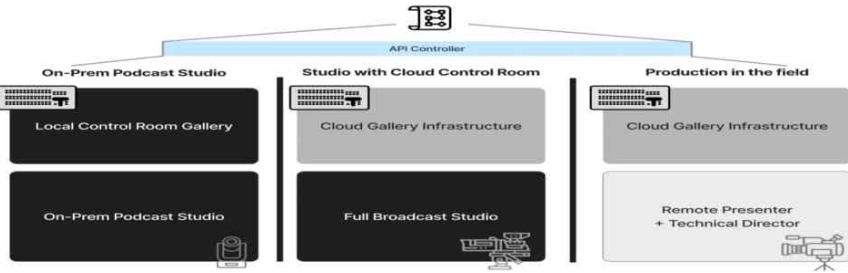 API Controller
On-Prem Podcast Studio
Local Control Room Gallery
On-Prem Podcast Studio
Studio with Cloud Control Room
Cloud Gallery Infrastructure
Full Broadcast Studio
Production in the field
Cloud Gallery Infrastructure
Remote Presenter
+ Technical Director